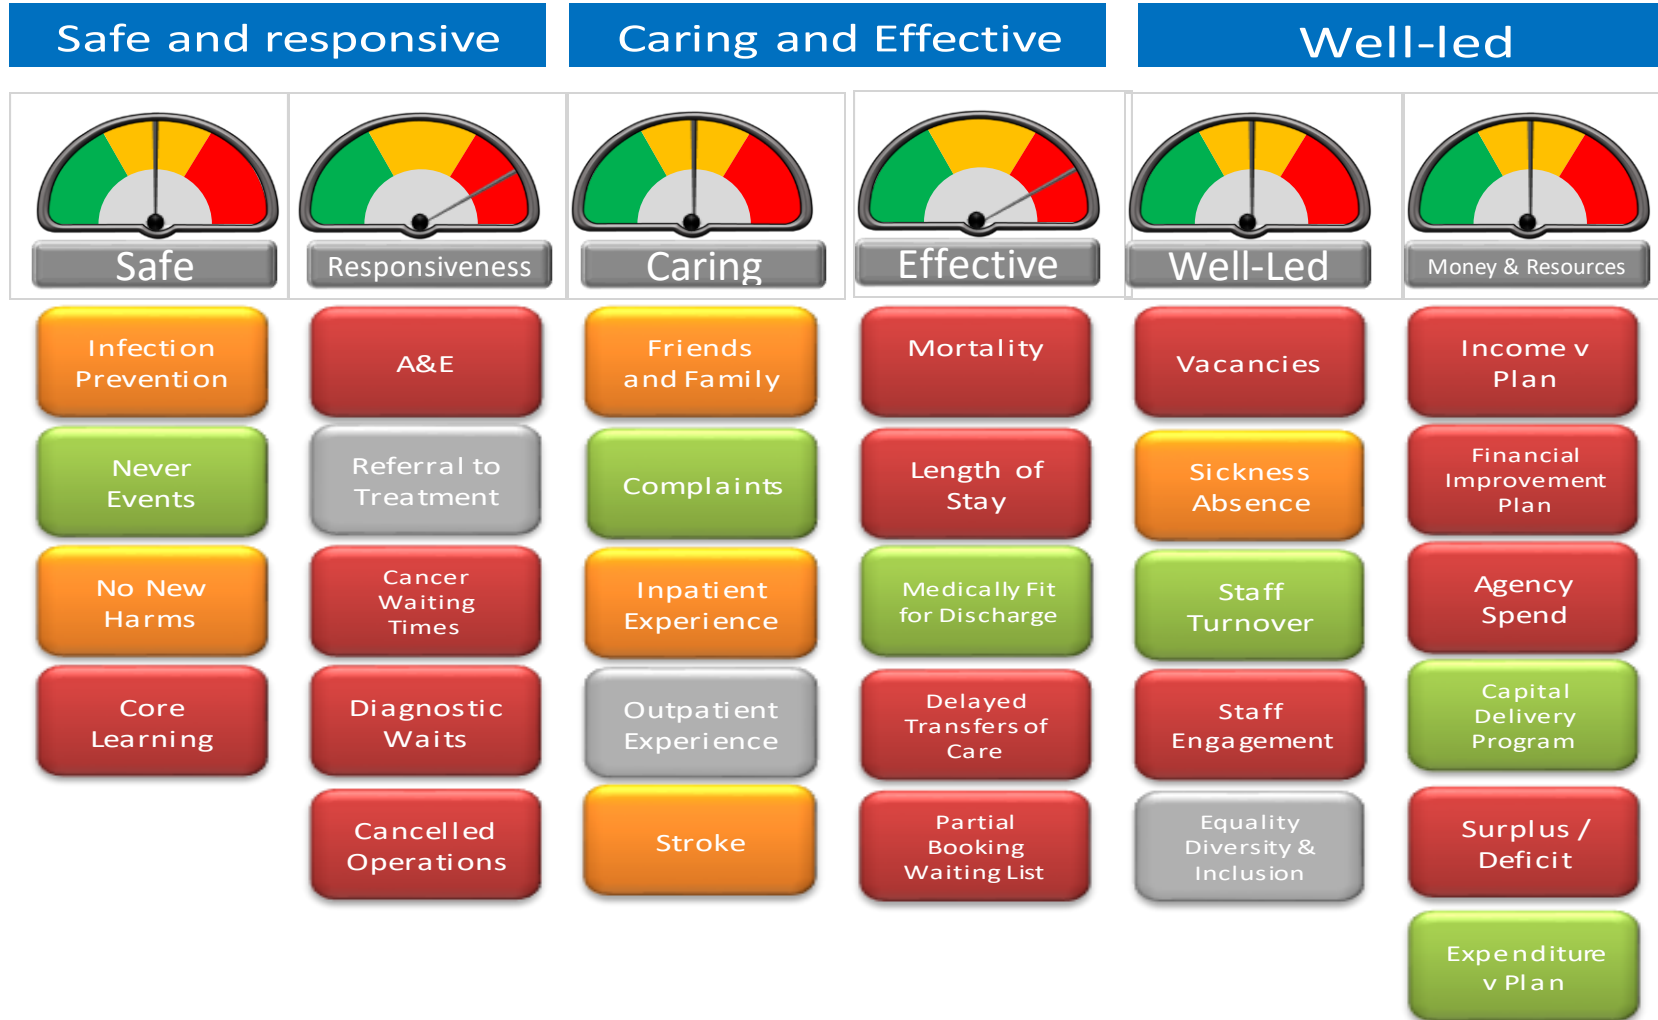 Safe and responsive
Caring and Effective
Well-led
Safe
Responsiveness
Caring
Effective
Well-Led
Money & Resources
Infection
Prevention
Never
Events
No New
Harms
Core
Learning
A&E
Referral to
Treatment
Cancer
Waiting
Times
Diagnostic
Waits
Cancelled
Operations
Friends
and Family
Complaints
Inpatient
Experience
Outpatient
Experience
Stroke
Mortality
Length of
Stay
Medically Fit
for Discharge
Delayed
Transfers of
Care
Partial
Booking
Waiting List
Vacancies
Sickness
Absence
Staff
Turnover
Staff
Engagement
Equality
Diversity &
Inclusion
Income v
Plan
Financial
Improvement
Plan
Agency
Spend
Capital
Delivery
Program
Surplus /
Deficit
Expenditure
v Plan